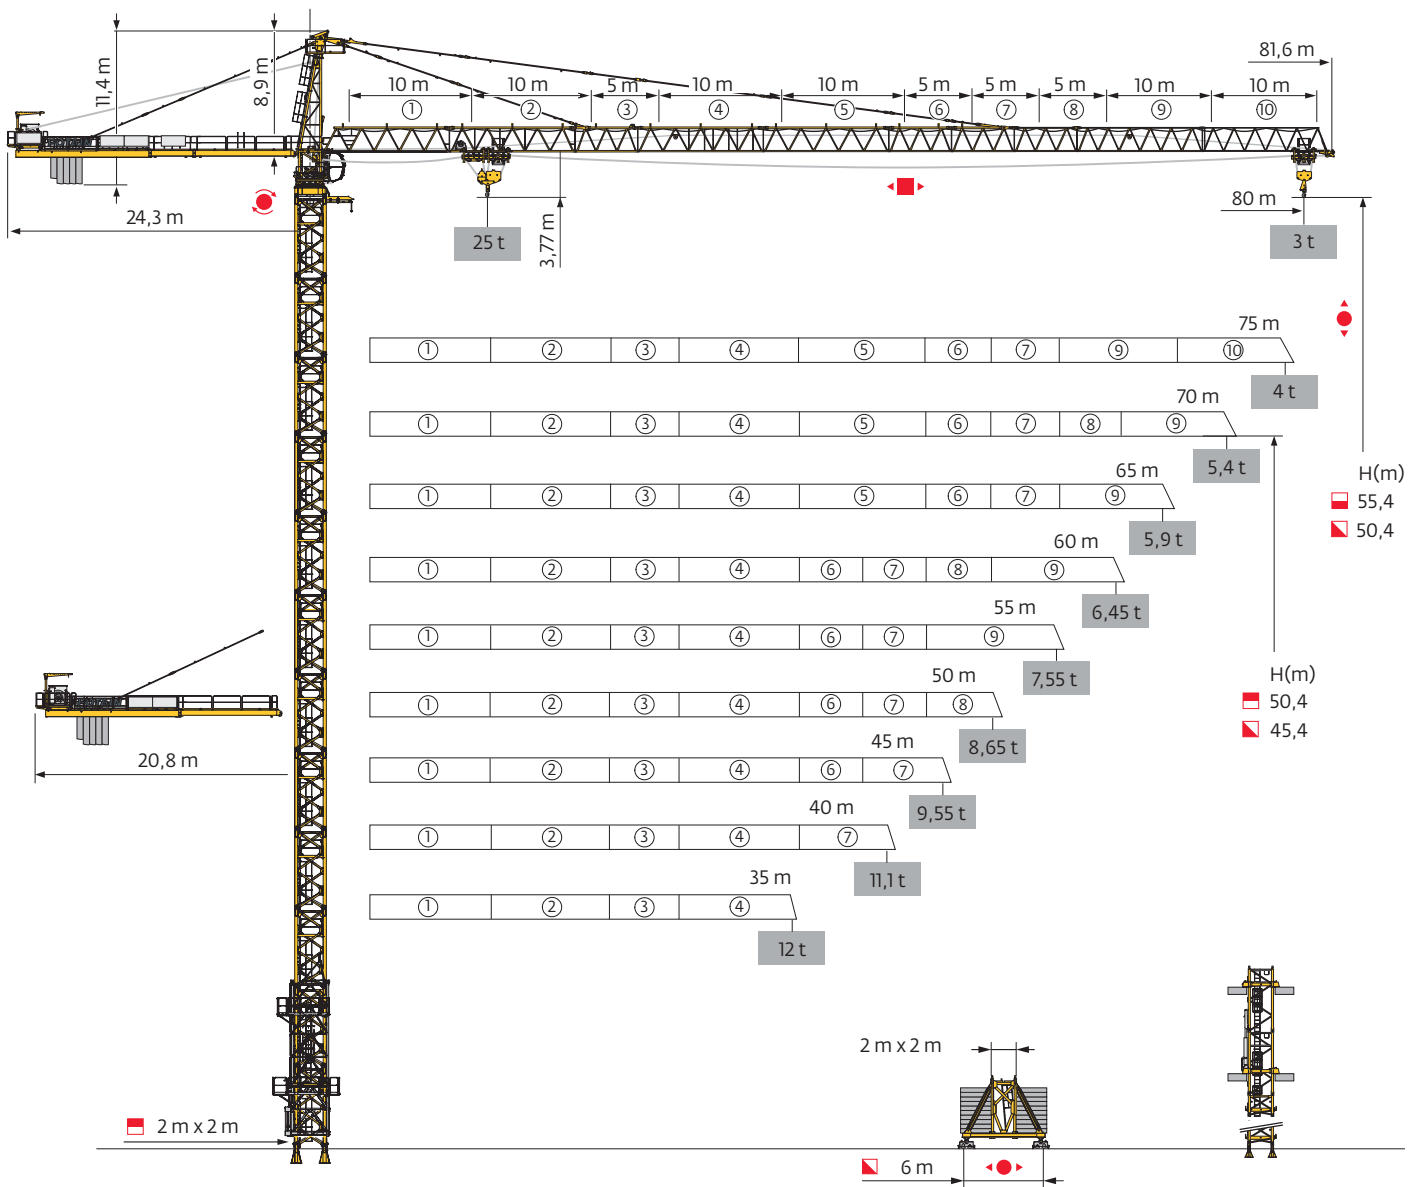 81,6 m
11,4 m
8,9 m
10 m 10 m 5 m 10 m 10 m 5 m 5 m 5 m 10 m 10 m
① ② ③ ④ ⑤ ⑥ ⑦ ⑧ ⑨ ⑩
24,3 m
80 m
25 t
3,77 m
3 t
75 m
① ② ③ ④ ⑤ ⑥ ⑦ ⑨ ⑩
4 t
70 m
① ② ③ ④ ⑤ ⑥ ⑦ ⑧ ⑨
5,4 t
65 m
① ② ③ ④ ⑤ ⑥ ⑦ ⑨
5,9 t
H(m)
55,4
50,4
60 m
① ② ③ ④ ⑥ ⑦ ⑧ ⑨
6,45 t
55 m
① ② ③ ④ ⑥ ⑦ ⑨
7,55 t
50 m
① ② ③ ④ ⑥ ⑦ ⑧
8,65 t
H(m)
50,4
45,4
20,8 m
45 m
① ② ③ ④ ⑥ ⑦
9,55 t
40 m
① ② ③ ④ ⑦
11,1 t
35 m
① ② ③ ④
12 t
2 m x 2 m
2 m x 2 m
6 m